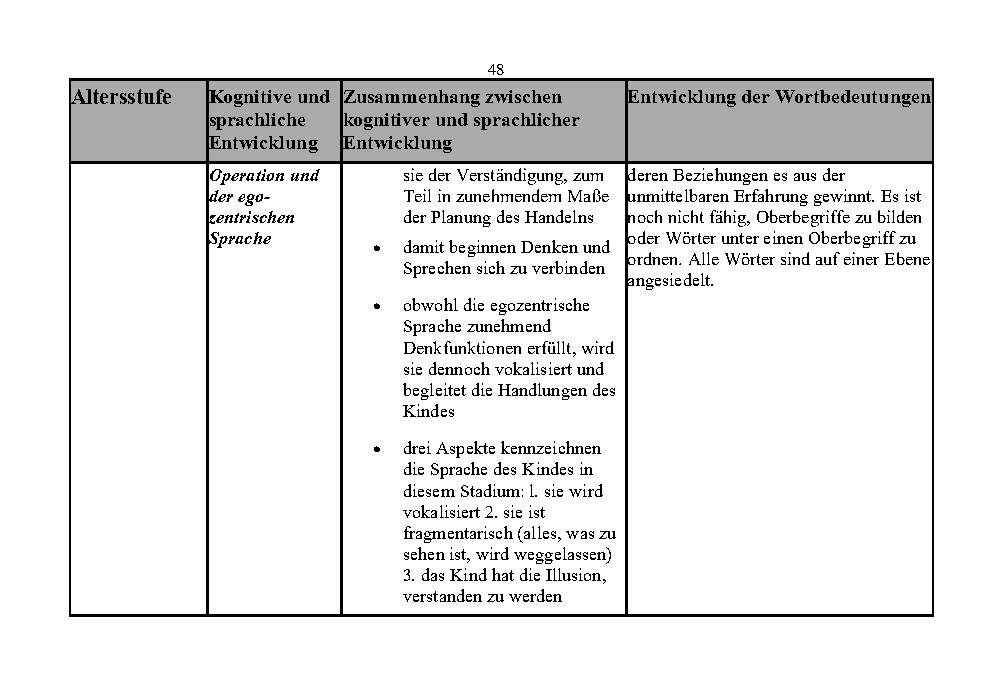 48
Altersstufe
Kognitive und
sprachliche
Entwicklung
Zusammenhang zwischen
kognitiver und sprachlicher
Entwicklung
Entwicklung der Wortbedeutungen
Operation und
der ego-
zentrischen
Sprache
sie der Verständigung, zum
Teil in zunehmendem Maße
der Planung des Handelns
• damit beginnen Denken und
Sprechen sich zu verbinden
• obwohl die egozentrische
Sprache zunehmend
Denkfunktionen erfüllt, wird
sie dennoch vokalisiert und
begleitet die Handlungen des
Kindes
• drei Aspekte kennzeichnen
die Sprache des Kindes in
diesem Stadium: l. sie wird
vokalisiert 2. sie ist
fragmentarisch (alles, was zu
sehen ist, wird weggelassen)
3. das Kind hat die Illusion,
verstanden zu werden
deren Beziehungen es aus der
unmittelbaren Erfahrung gewinnt. Es ist
noch nicht fähig, Oberbegriffe zu bilden
oder Wörter unter einen Oberbegriff zu
ordnen. Alle Wörter sind auf einer Ebene
angesiedelt.